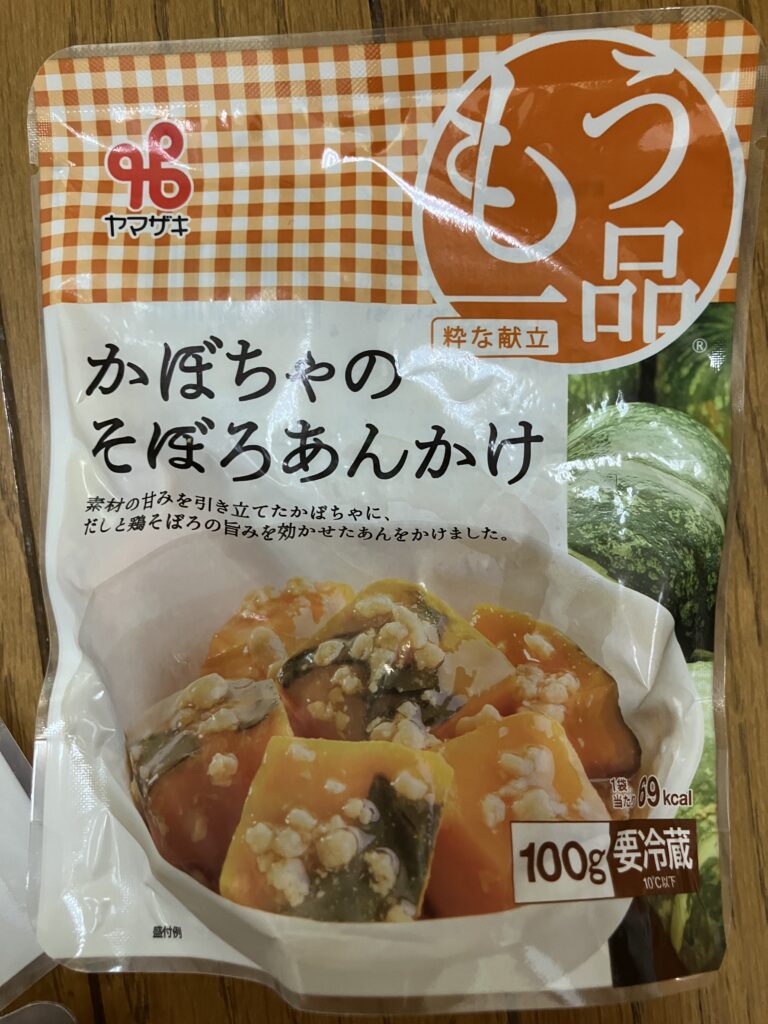 ヤマザキ
もう一品
®
粋な献立
かぼちゃの
そぼろあんかけ
素材の甘みを引き立てたかぼちゃに、
だしと鶏そぼろの旨みを効かせたあんをかけました。
1袋
当たり 69kcal
100g 要冷蔵
10℃以下
盛付例